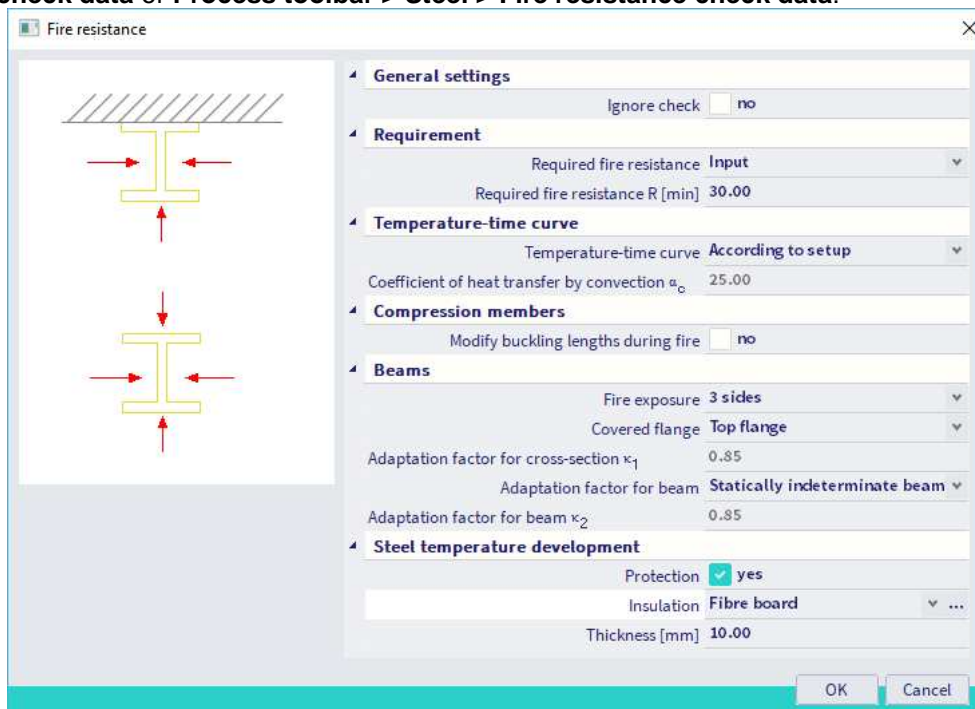 check data or Process toolbar > Steel > Fire resistance check data.
Fire resistance
General settings
Ignore check no
Requirement
Required fire resistance Input
Required fire resistance R [min] 30.00
Temperature-time curve
Temperature-time curve According to setup
Coefficient of heat transfer by convection αc 25.00
Compression members
Modify buckling lengths during fire no
Beams
Fire exposure 3 sides
Covered flange Top flange
Adaptation factor for cross-section κ1 0.85
Adaptation factor for beam Statically indeterminate beam
Adaptation factor for beam κ2 0.85
Steel temperature development
Protection yes
Insulation Fibre board ...
Thickness [mm] 10.00
OK Cancel